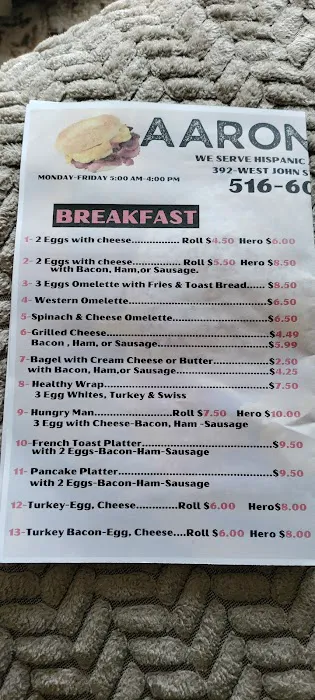 AARON
WE SERVE HISPANIC
392-WEST JOHN S
MONDAY-FRIDAY 5:00 AM-4:00 PM
516-60
BREAKFAST
1- 2 Eggs with cheese................ Roll $4.50 Hero $6.00
2- 2 Eggs with cheese................ Roll $5.50 Hero $8.50
with Bacon, Ham,or Sausage.
3- 3 Eggs Omelette with Fries & Toast Bread...... $8.50
4- Western Omelette.......................................$6.50
5-Spinach & Cheese Omelette..........................$6.50
6-Grilled Cheese.............................................$4.49
Bacon , Ham, or Sausage..............................$5.99
7-Bagel with Cream Cheese or Butter...............$2.50
with Bacon, Ham,or Sausage.........................$4.25
8- Healthy Wrap.............................................$7.50
3 Egg Whites, Turkey & Swiss
9- Hungry Man......................Roll $7.50 Hero $10.00
3 Egg with Cheese-Bacon, Ham -Sausage
10-French Toast Platter.....................................$9.50
with 2 Eggs-Bacon-Ham-Sausage
11- Pancake Platter...........................................$9.50
with 2 Eggs-Bacon-Ham-Sausage
12-Turkey-Egg, Cheese.............Roll $6.00 Hero$8.00
13-Turkey Bacon-Egg, Cheese....Roll $6.00 Hero $8.00